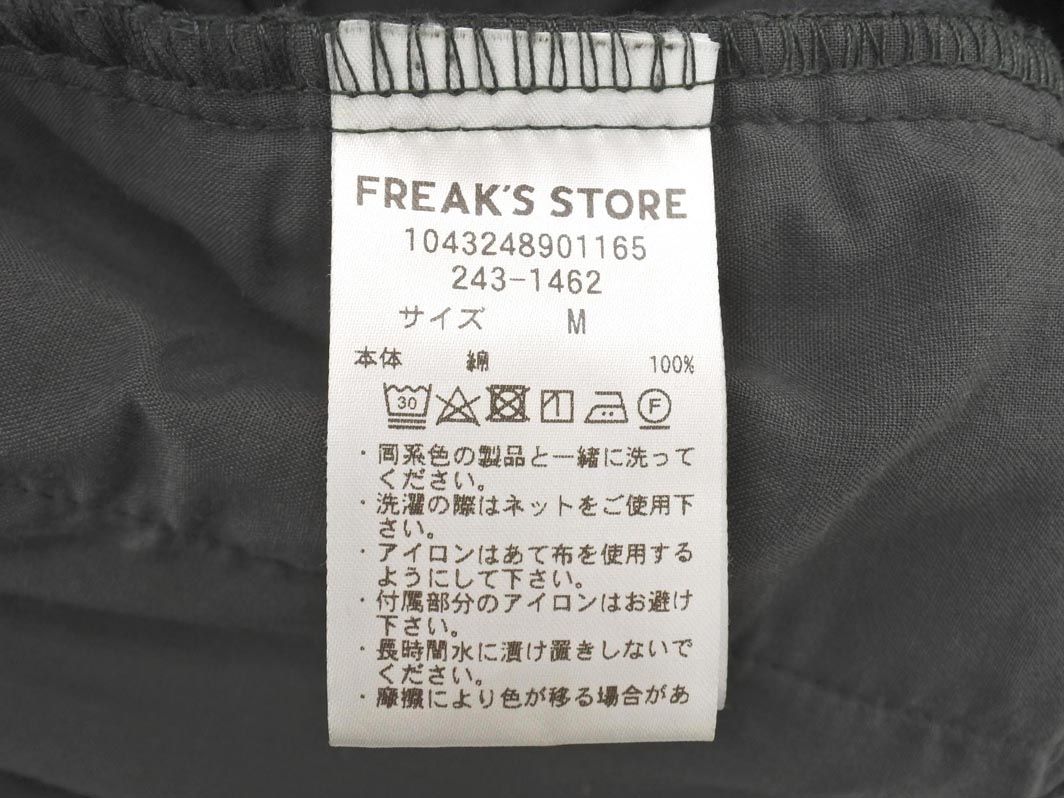 FREAK'S STORE
1043248901165
243-1462
サイズ M
本体 綿 100%
30 F
・同系色の製品と一緒に洗って
ください。
・洗濯の際はネットをご使用下
さい。
・アイロンはあて布を使用する
ようにして下さい。
・付属部分のアイロンはお避け
下さい。
・長時間水に漬け置きしないで
ください。
・摩擦により色が移る場合があ